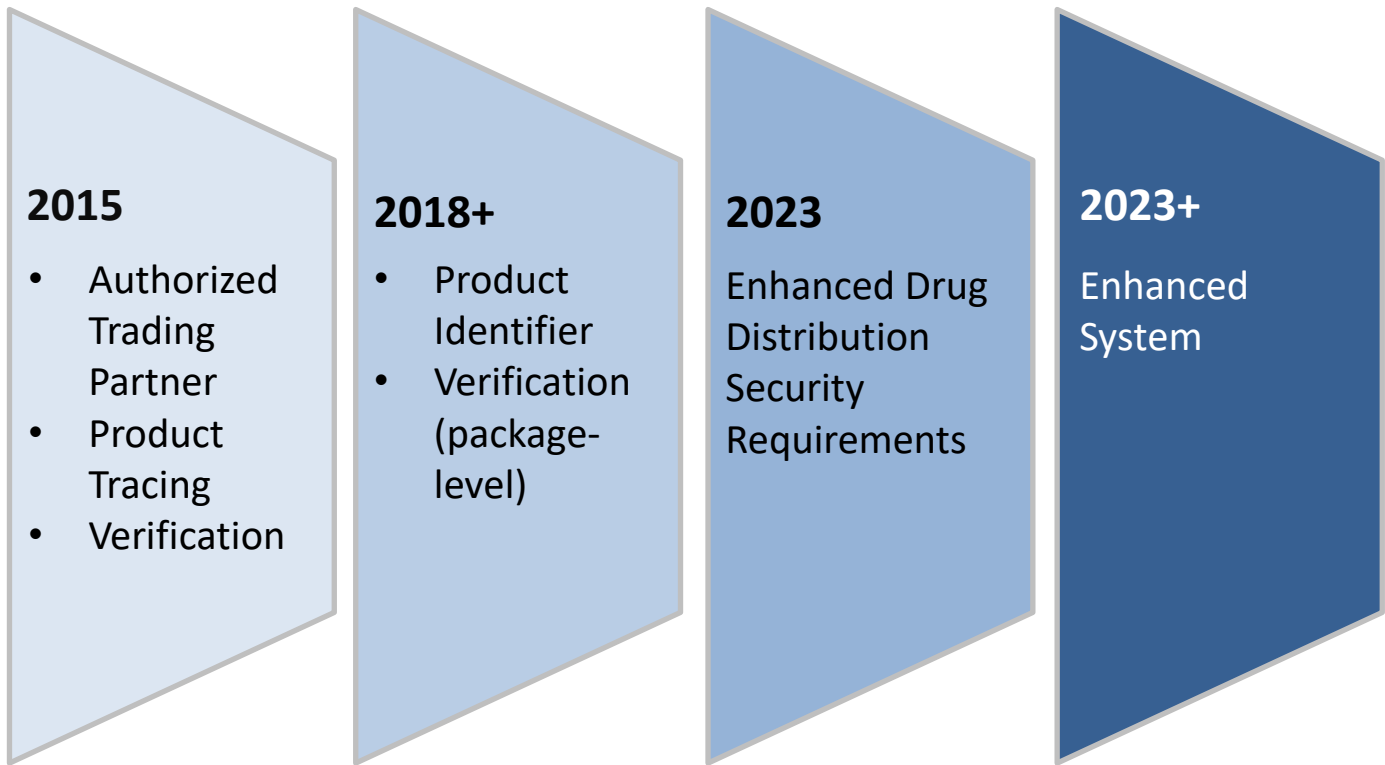 2015
• Authorized
Trading
Partner
• Product
Tracing
• Verification
2018+
• Product
Identifier
• Verification
(package-
level)
2023
Enhanced Drug
Distribution
Security
Requirements
2023+
Enhanced
System